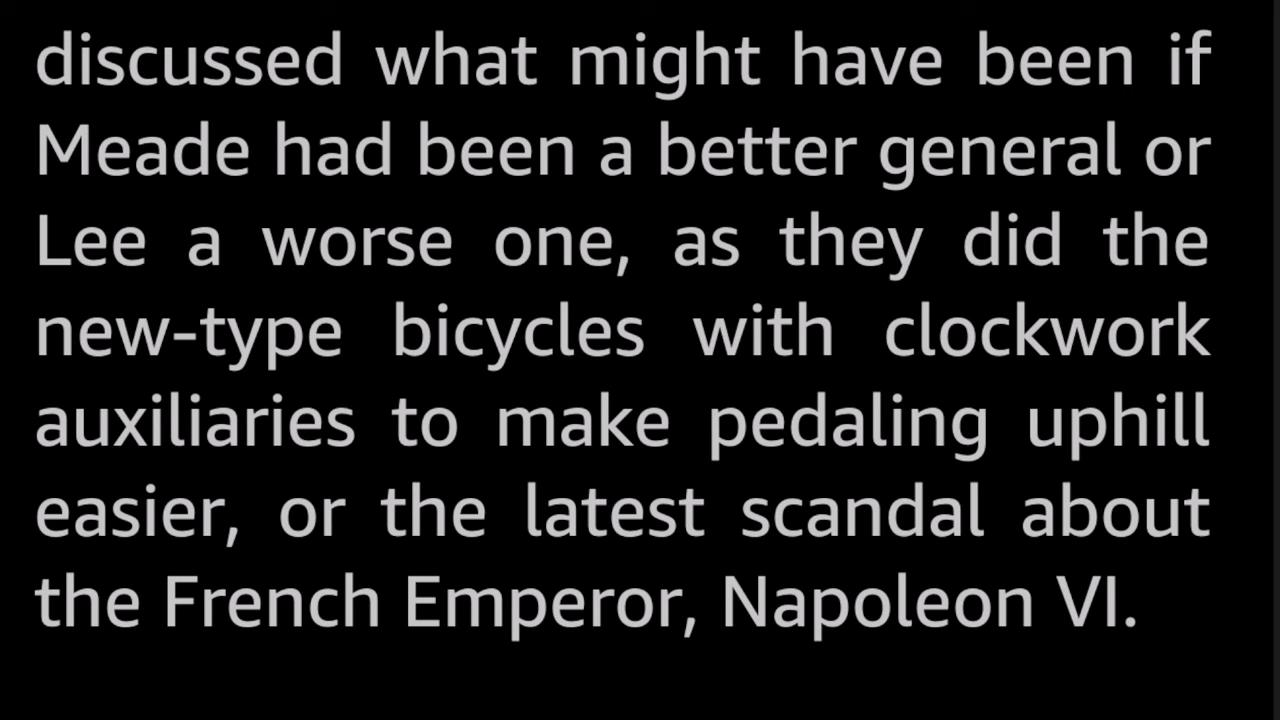 discussed what might have been if
Meade had been a better general or
Lee a worse one, as they did the
new-type bicycles with clockwork
auxiliaries to make pedaling uphill
easier, or the latest scandal about
the French Emperor, Napoleon VI.